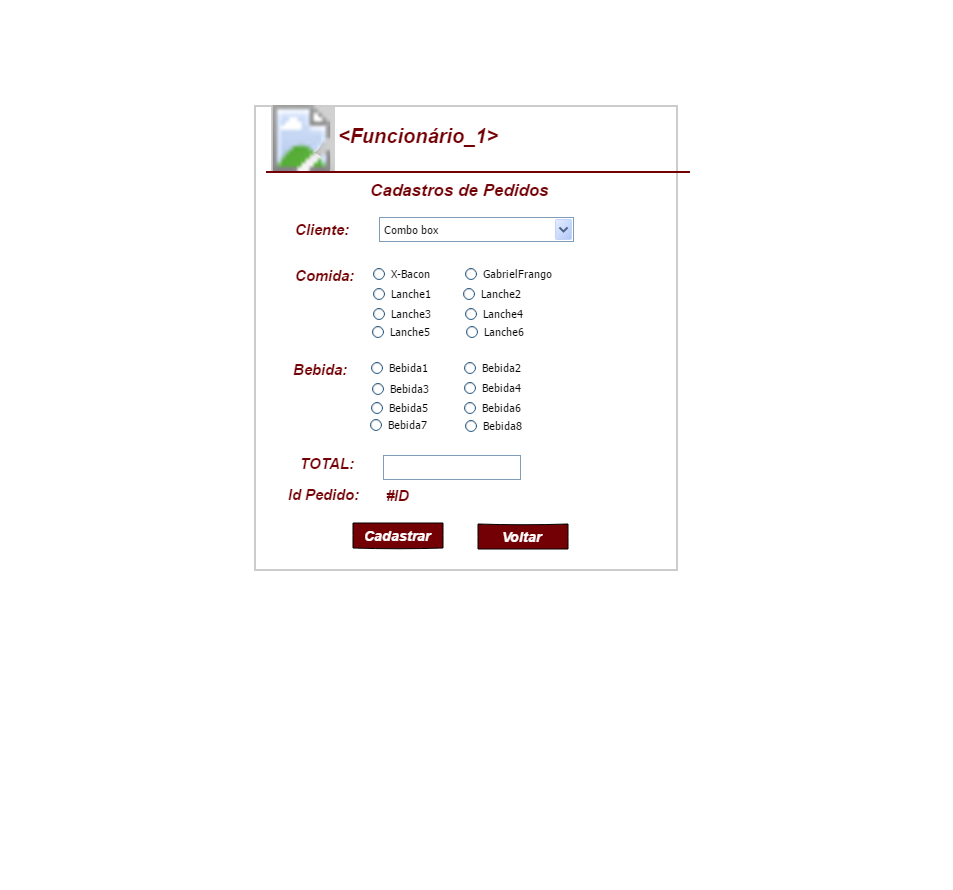 <Funcionário_1>
Cadastros de Pedidos
Cliente: Combo box
Comida: X-Bacon GabrielFrango
Lanche1 Lanche2
Lanche3 Lanche4
Lanche5 Lanche6
Bebida: Bebida1 Bebida2
Bebida3 Bebida4
Bebida5 Bebida6
Bebida7 Bebida8
TOTAL:
Id Pedido: #ID
Cadastrar Voltar